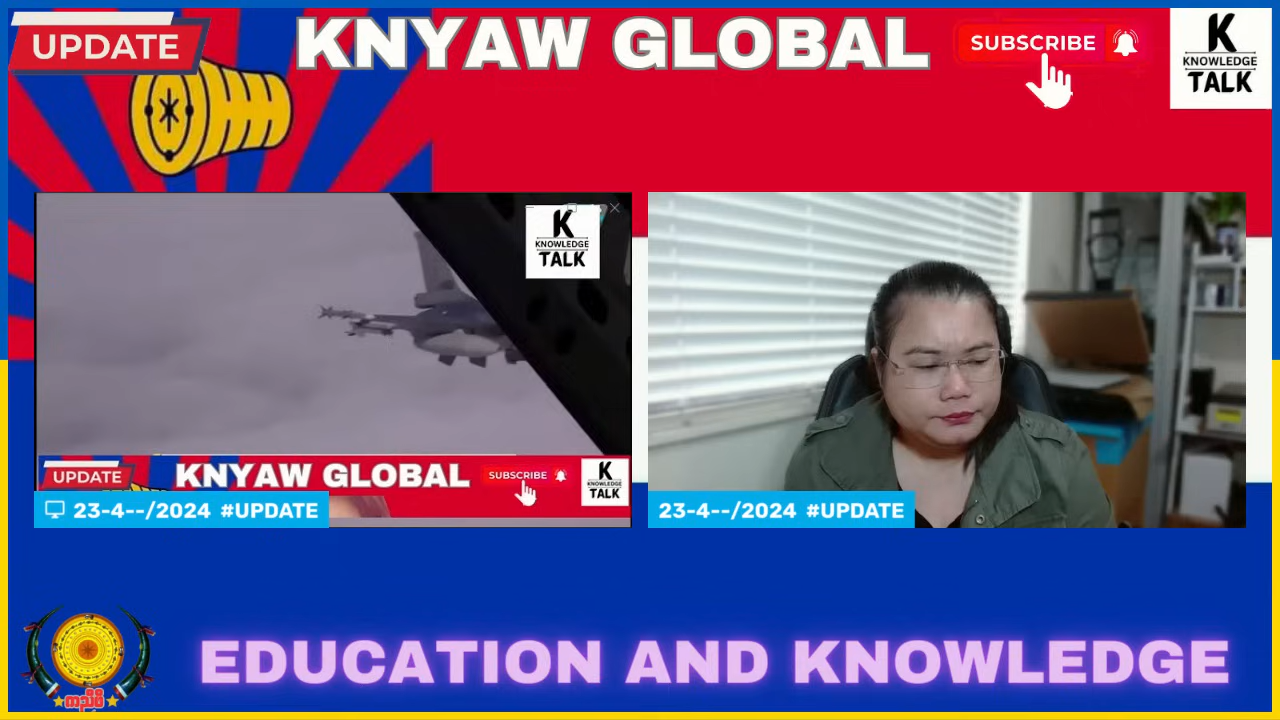 UPDATE
KNYAW GLOBAL
SUBSCRIBE
K
KNOWLEDGE
TALK
K
KNOWLEDGE
TALK
UPDATE
KNYAW GLOBAL
SUBSCRIBE
K
KNOWLEDGE
TALK
23-4--/2024 #UPDATE
23-4--/2024 #UPDATE
EDUCATION AND KNOWLEDGE